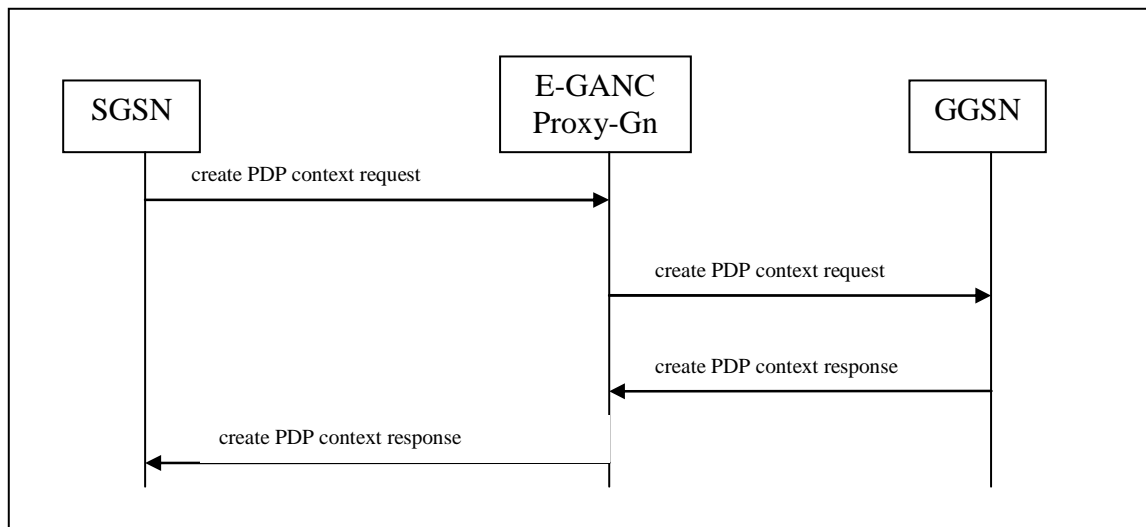 SGSN
E-GANC
Proxy-Gn
GGSN
create PDP context request
create PDP context request
create PDP context response
create PDP context response